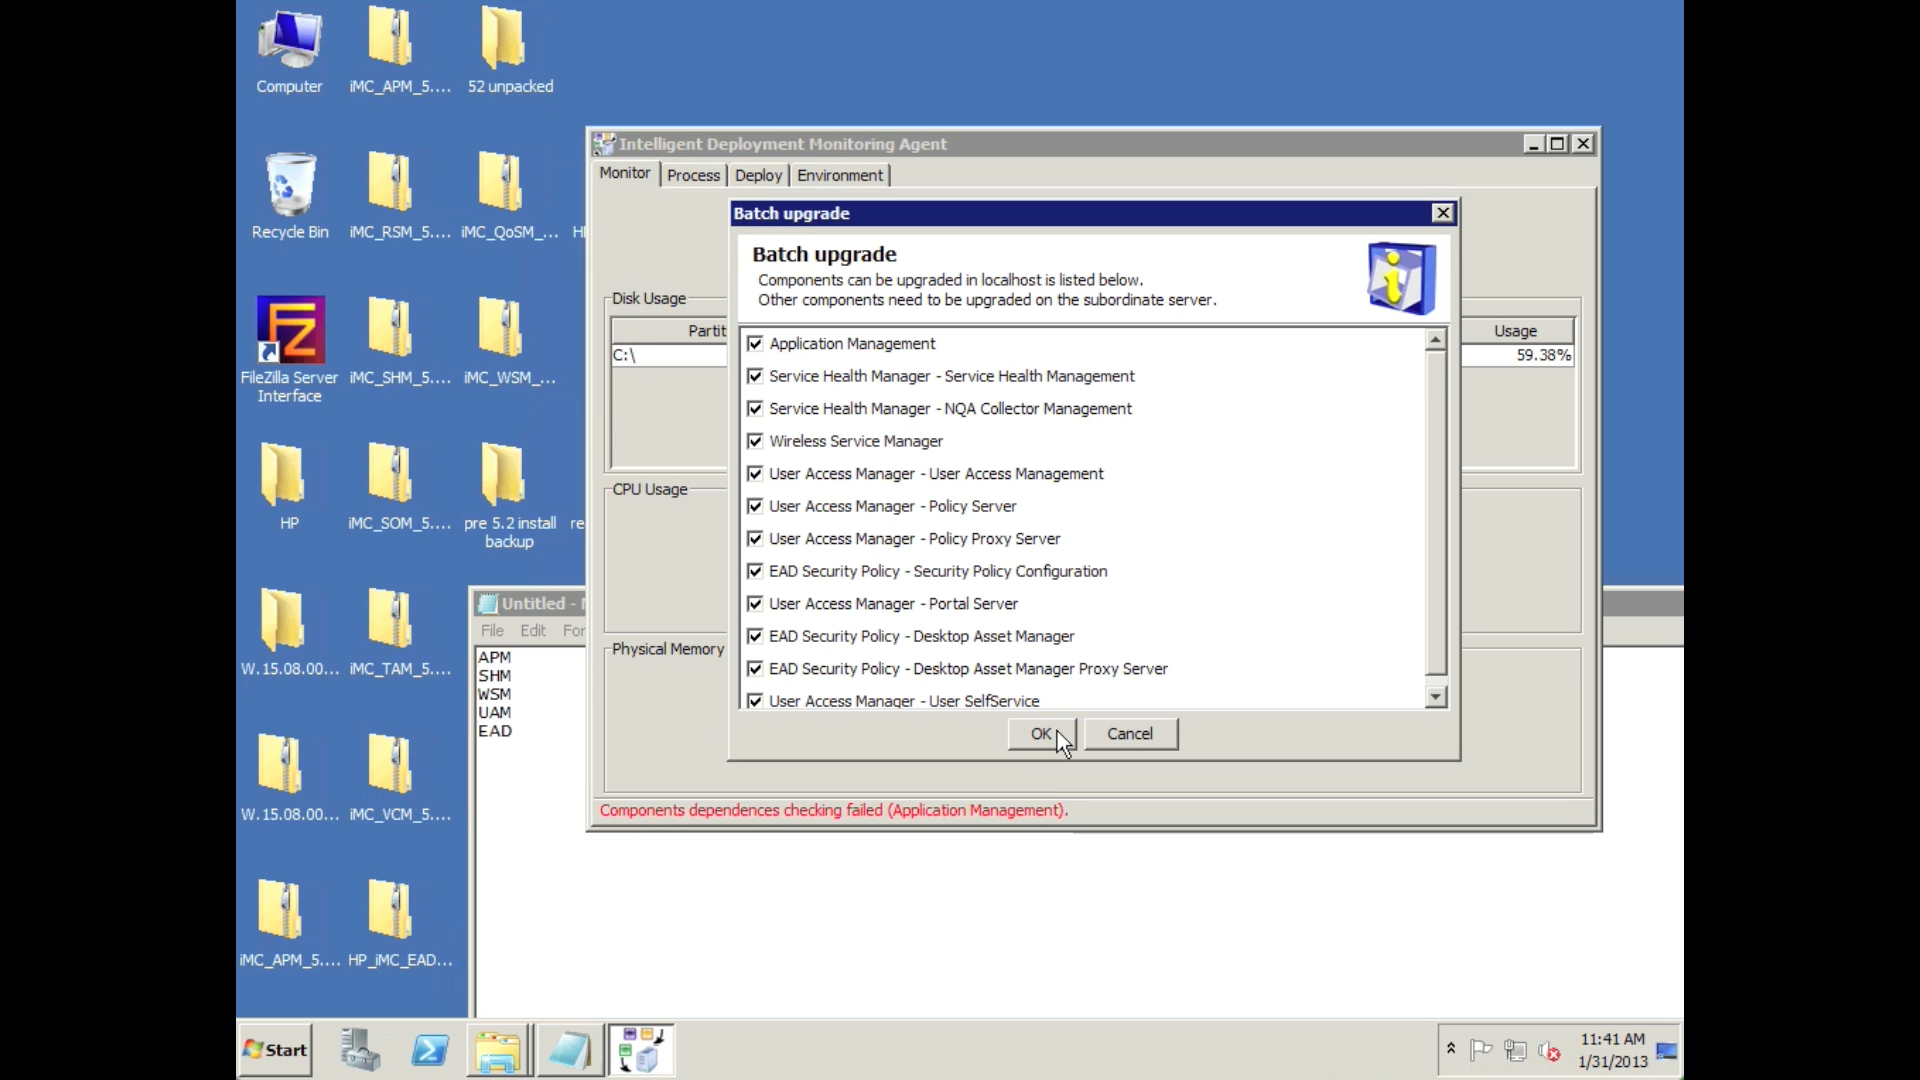 Computer
iMC_APM_5....
52 unpacked
Recycle Bin
iMC_RSM_5....
iMC_QoSM_...
FileZilla Server
Interface
iMC_SHM_5....
iMC_WSM_...
HP
iMC_SOM_5....
pre 5.2 install
backup
re
W.15.08.00...
iMC_TAM_5....
W.15.08.00...
iMC_VCM_5....
iMC_APM_5....
HP_iMC_EAD...
Intelligent Deployment Monitoring Agent
Monitor
Process
Deploy
Environment
Disk Usage
Partit
Usage
C:\
59.38%
CPU Usage
Physical Memory
Batch upgrade
Batch upgrade
Components can be upgraded in localhost is listed below.
Other components need to be upgraded on the subordinate server.
Application Management
Service Health Manager - Service Health Management
Service Health Manager - NQA Collector Management
Wireless Service Manager
User Access Manager - User Access Management
User Access Manager - Policy Server
User Access Manager - Policy Proxy Server
EAD Security Policy - Security Policy Configuration
User Access Manager - Portal Server
EAD Security Policy - Desktop Asset Manager
EAD Security Policy - Desktop Asset Manager Proxy Server
User Access Manager - User SelfService
OK
Cancel
Components dependences checking failed (Application Management).
Untitled -
File Edit For
APM
SHM
WSM
UAM
EAD
Start
11:41 AM
1/31/2013